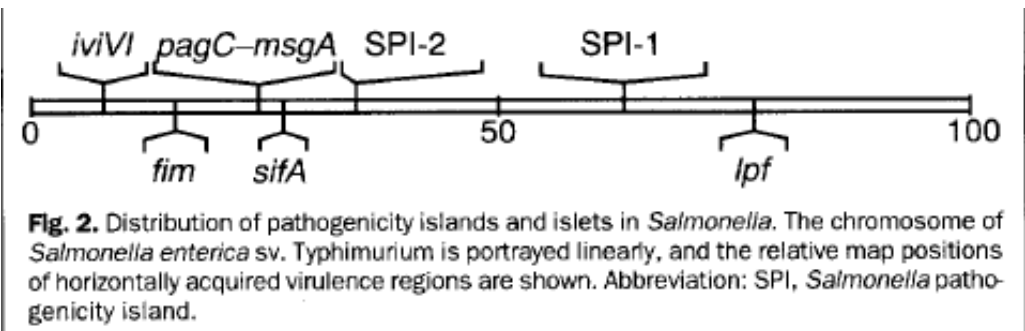 iviVI pagC–msgA SPI-2 SPI-1
0 50 100
fim sifA lpf
Fig. 2. Distribution of pathogenicity islands and islets in Salmonella. The chromosome of
Salmonella enterica sv. Typhimurium is portrayed linearly, and the relative map positions
of horizontally acquired virulence regions are shown. Abbreviation: SPI, Salmonella patho-
genicity island.